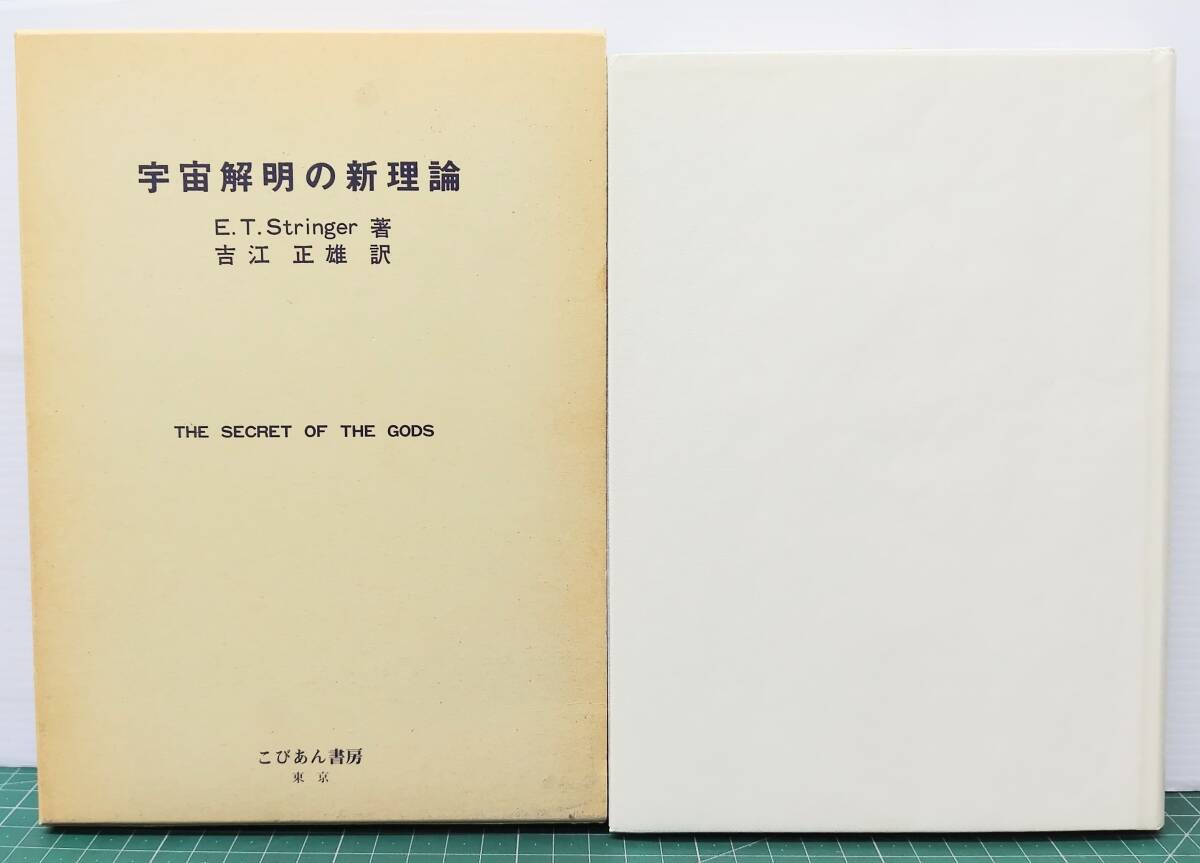 宇宙解明の新理論
E.T.Stringer 著
吉江 正雄 訳
THE SECRET OF THE GODS
こびあん書房
東京